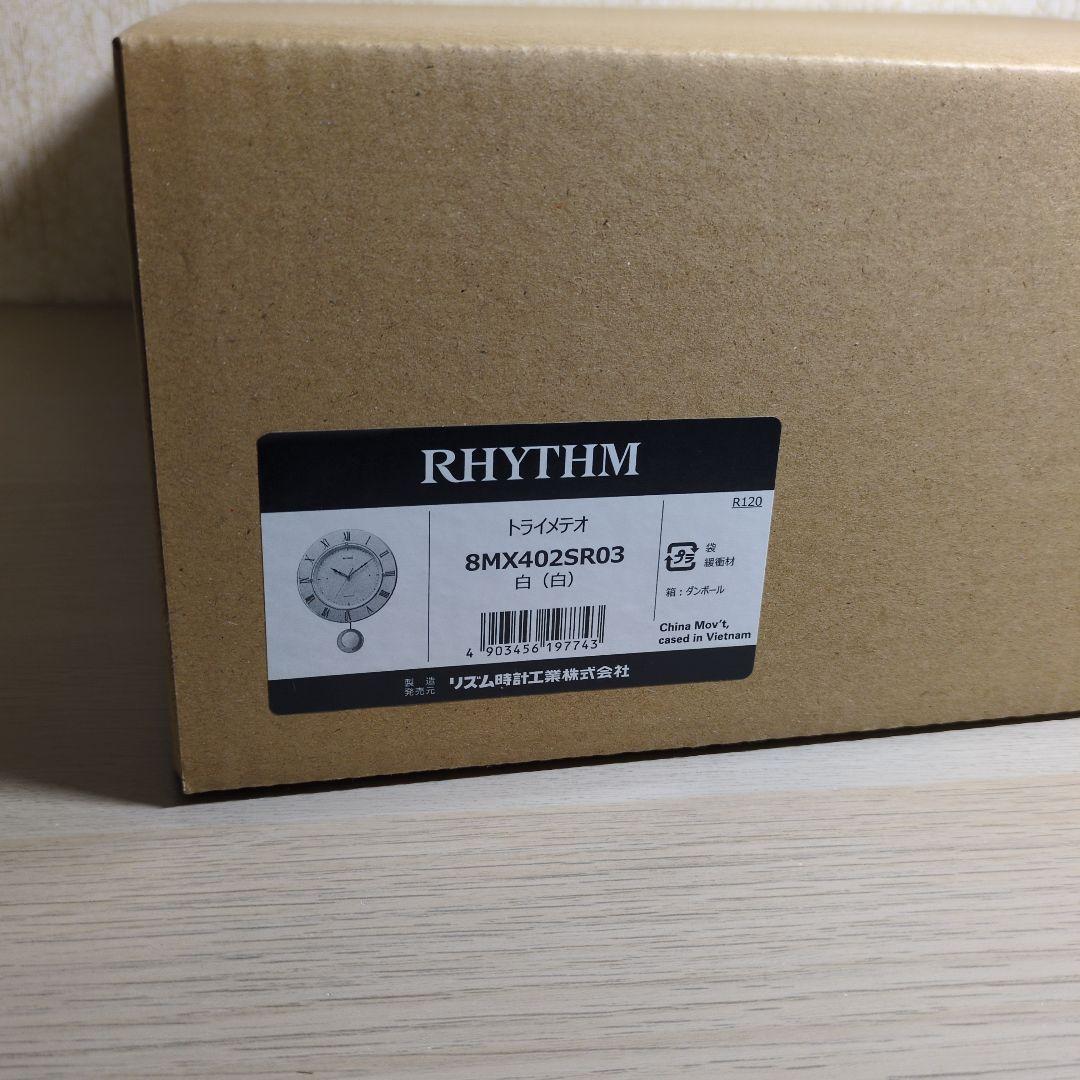 RHYTHM
R120
トライメテオ
8MX402SR03
白（白）
4 903456 197743
プラ
袋
緩衝材
箱：ダンボール
China Mov't,
cased in Vietnam
製造
発売元
リズム時計工業株式会社